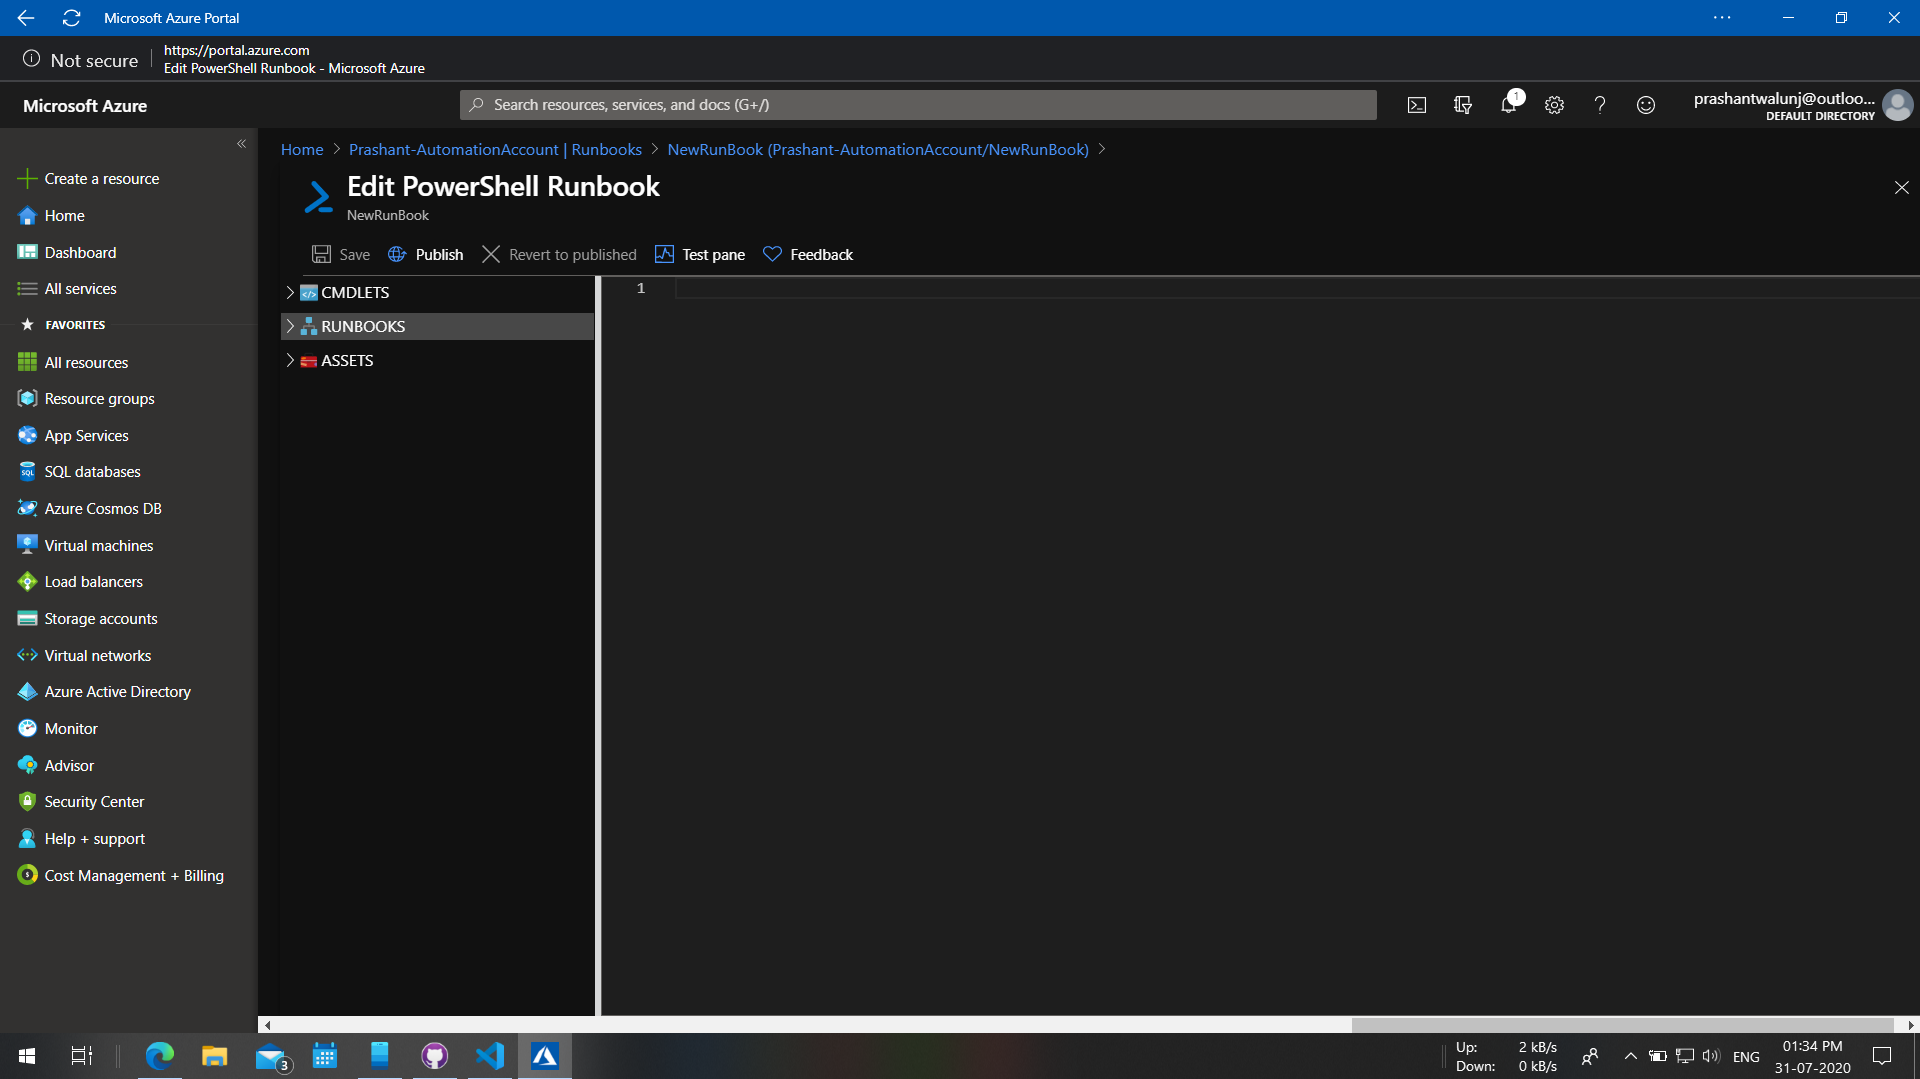 Microsoft Azure Portal
Not secure
https://portal.azure.com
Edit PowerShell Runbook - Microsoft Azure
Microsoft Azure
Search resources, services, and docs (G+/)
1
prashantwalunj@outloo...
DEFAULT DIRECTORY
Create a resource
Home
Dashboard
All services
FAVORITES
All resources
Resource groups
App Services
SQL databases
Azure Cosmos DB
Virtual machines
Load balancers
Storage accounts
Virtual networks
Azure Active Directory
Monitor
Advisor
Security Center
Help + support
Cost Management + Billing
Home > Prashant-AutomationAccount | Runbooks > NewRunBook (Prashant-AutomationAccount/NewRunBook) >
Edit PowerShell Runbook
NewRunBook
Save Publish Revert to published Test pane Feedback
CMDLETS
RUNBOOKS
ASSETS
1
3
Up: 2 kB/s
Down: 0 kB/s
ENG
01:34 PM
31-07-2020